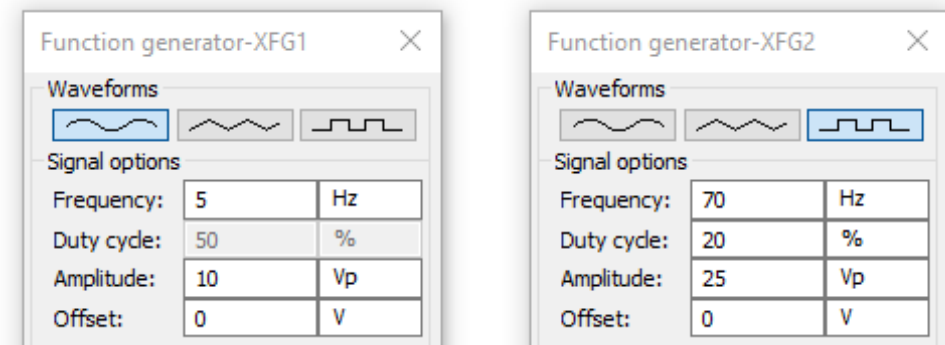 Function generator-XFG1
Waveforms
Signal options
Frequency: 5 Hz
Duty cycle: 50 %
Amplitude: 10 Vp
Offset: 0 V
Function generator-XFG2
Waveforms
Signal options
Frequency: 70 Hz
Duty cycle: 20 %
Amplitude: 25 Vp
Offset: 0 V